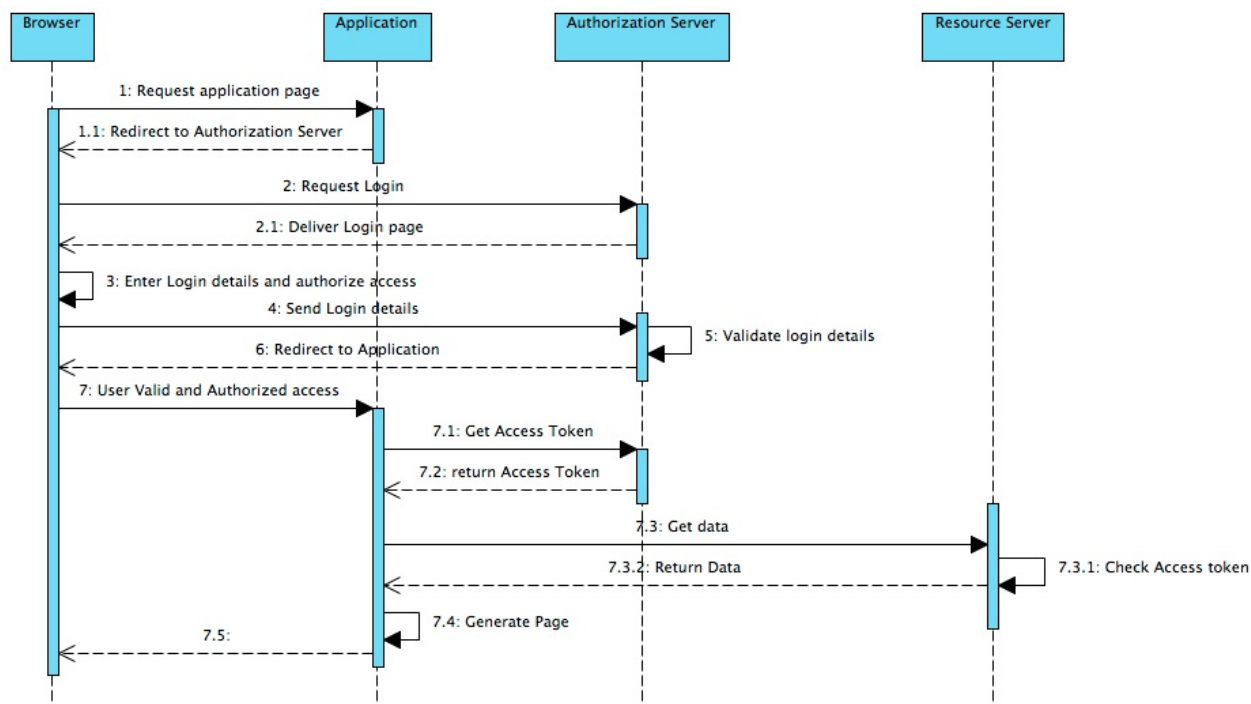 Browser
Application
Authorization Server
Resource Server
1: Request application page
1.1: Redirect to Authorization Server
2: Request Login
2.1: Deliver Login page
3: Enter Login details and authorize access
4: Send Login details
5: Validate login details
6: Redirect to Application
7: User Valid and Authorized access
7.1: Get Access Token
7.2: return Access Token
7.3: Get data
7.3.2: Return Data
7.3.1: Check Access token
7.4: Generate Page
7.5: